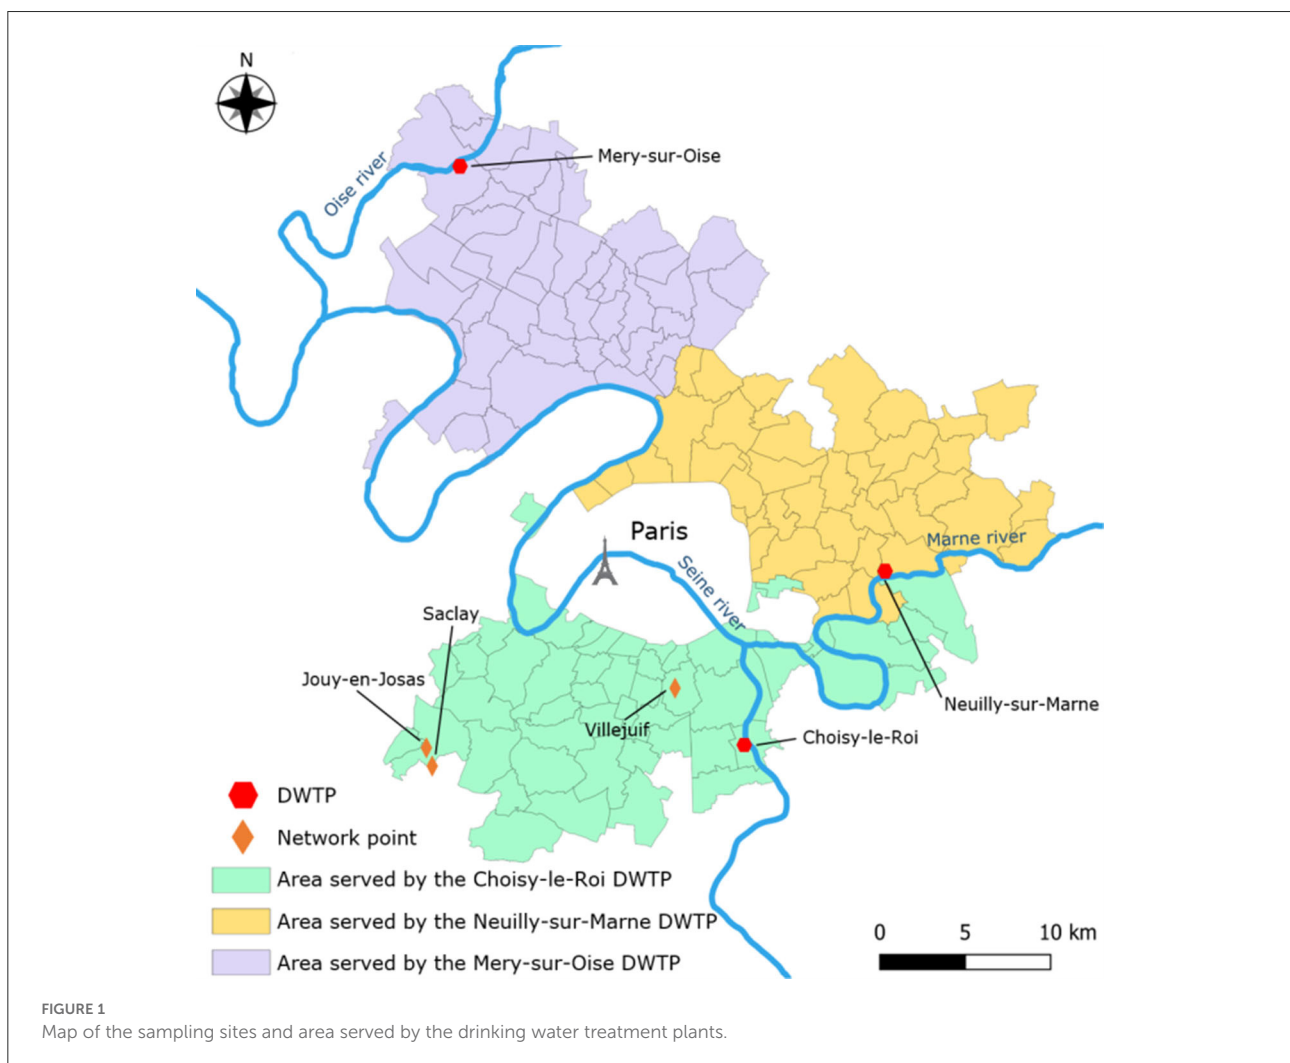 N
Mery-sur-Oise
Oise river
Paris
Marne river
Seine river
Saclay
Jouy-en-Josas
Neuilly-sur-Marne
Villejuif
Choisy-le-Roi
DWTP
Network point
Area served by the Choisy-le-Roi DWTP
Area served by the Neuilly-sur-Marne DWTP
Area served by the Mery-sur-Oise DWTP
0 5 10 km
FIGURE 1
Map of the sampling sites and area served by the drinking water treatment plants.